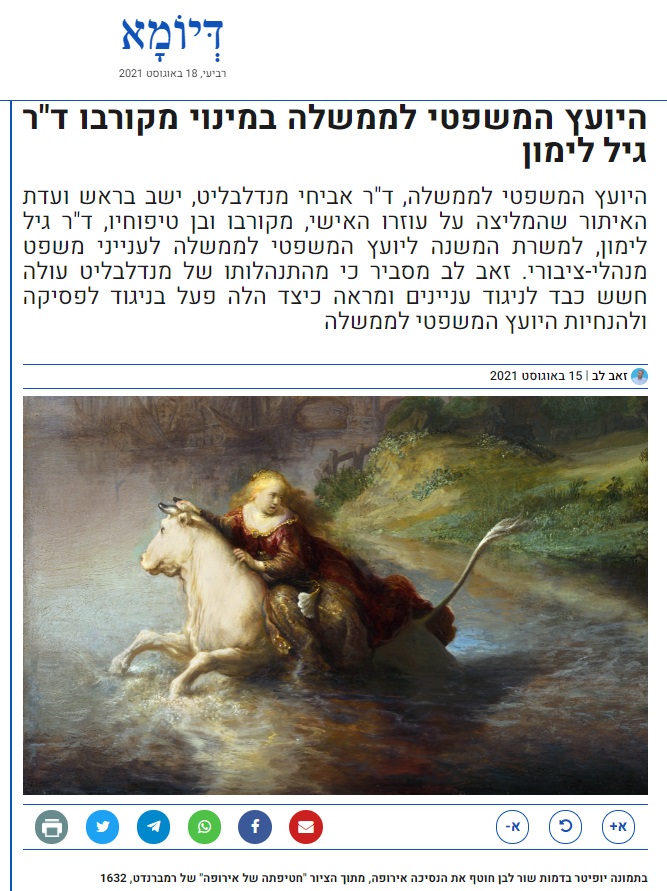 דְּיוֹמָא
רביעי, 18 באוגוסט 2021
היועץ המשפטי לממשלה במינוי מקורבו ד"ר
גיל לימון
היועץ המשפטי לממשלה, ד"ר אביחי מנדלבליט, ישב בראש ועדת
האיתור שהמליצה על עוזרו האישי, מקורבו ובן טיפוחיו, ד"ר גיל
לימון, למשרת המשנה ליועץ המשפטי לממשלה לענייני משפט
מנהלי-ציבורי. זאב לב מסביר כי מהתנהלותו של מנדלבליט עולה
חשש כבד לניגוד עניינים ומראה כיצד הלה פעל בניגוד לפסיקה
ולהנחיות היועץ המשפטי לממשלה
זאב לב | 15 באוגוסט 2021
א+ א-
בתמונה יופיטר בדמות שור לבן חוטף את הנסיכה אירופה, מתוך הציור "חטיפתה של אירופה" של רמברנדט, 1632